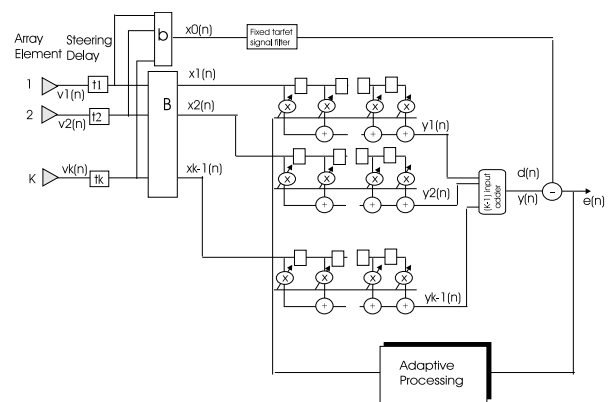 Array Element
Steering Delay
b
x0(n)
Fixed tarfet signal filter
1
v1(n)
t1
2
v2(n)
t2
K
vk(n)
tk
B
x1(n)
x2(n)
xk-1(n)
X X X X
+ + +
y1(n)
X X X X
+ + +
y2(n)
X X X X
+ + +
yk-1(n)
(K-1) input adder
d(n)
y(n)
-
e(n)
Adaptive Processing